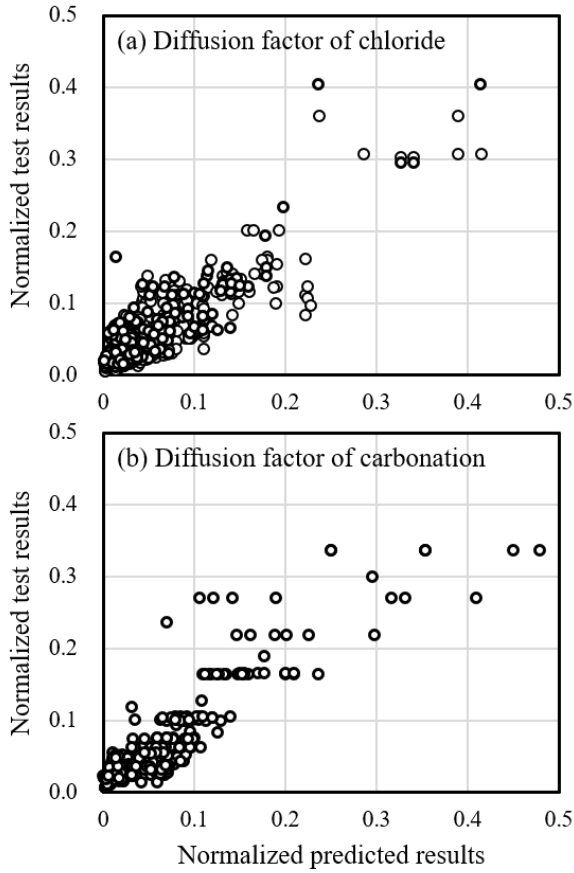 (a) Diffusion factor of chloride
Normalized test results
0.5
0.4
0.3
0.2
0.1
0.0
0 0.1 0.2 0.3 0.4 0.5
(b) Diffusion factor of carbonation
Normalized test results
0.5
0.4
0.3
0.2
0.1
0.0
0 0.1 0.2 0.3 0.4 0.5
Normalized predicted results